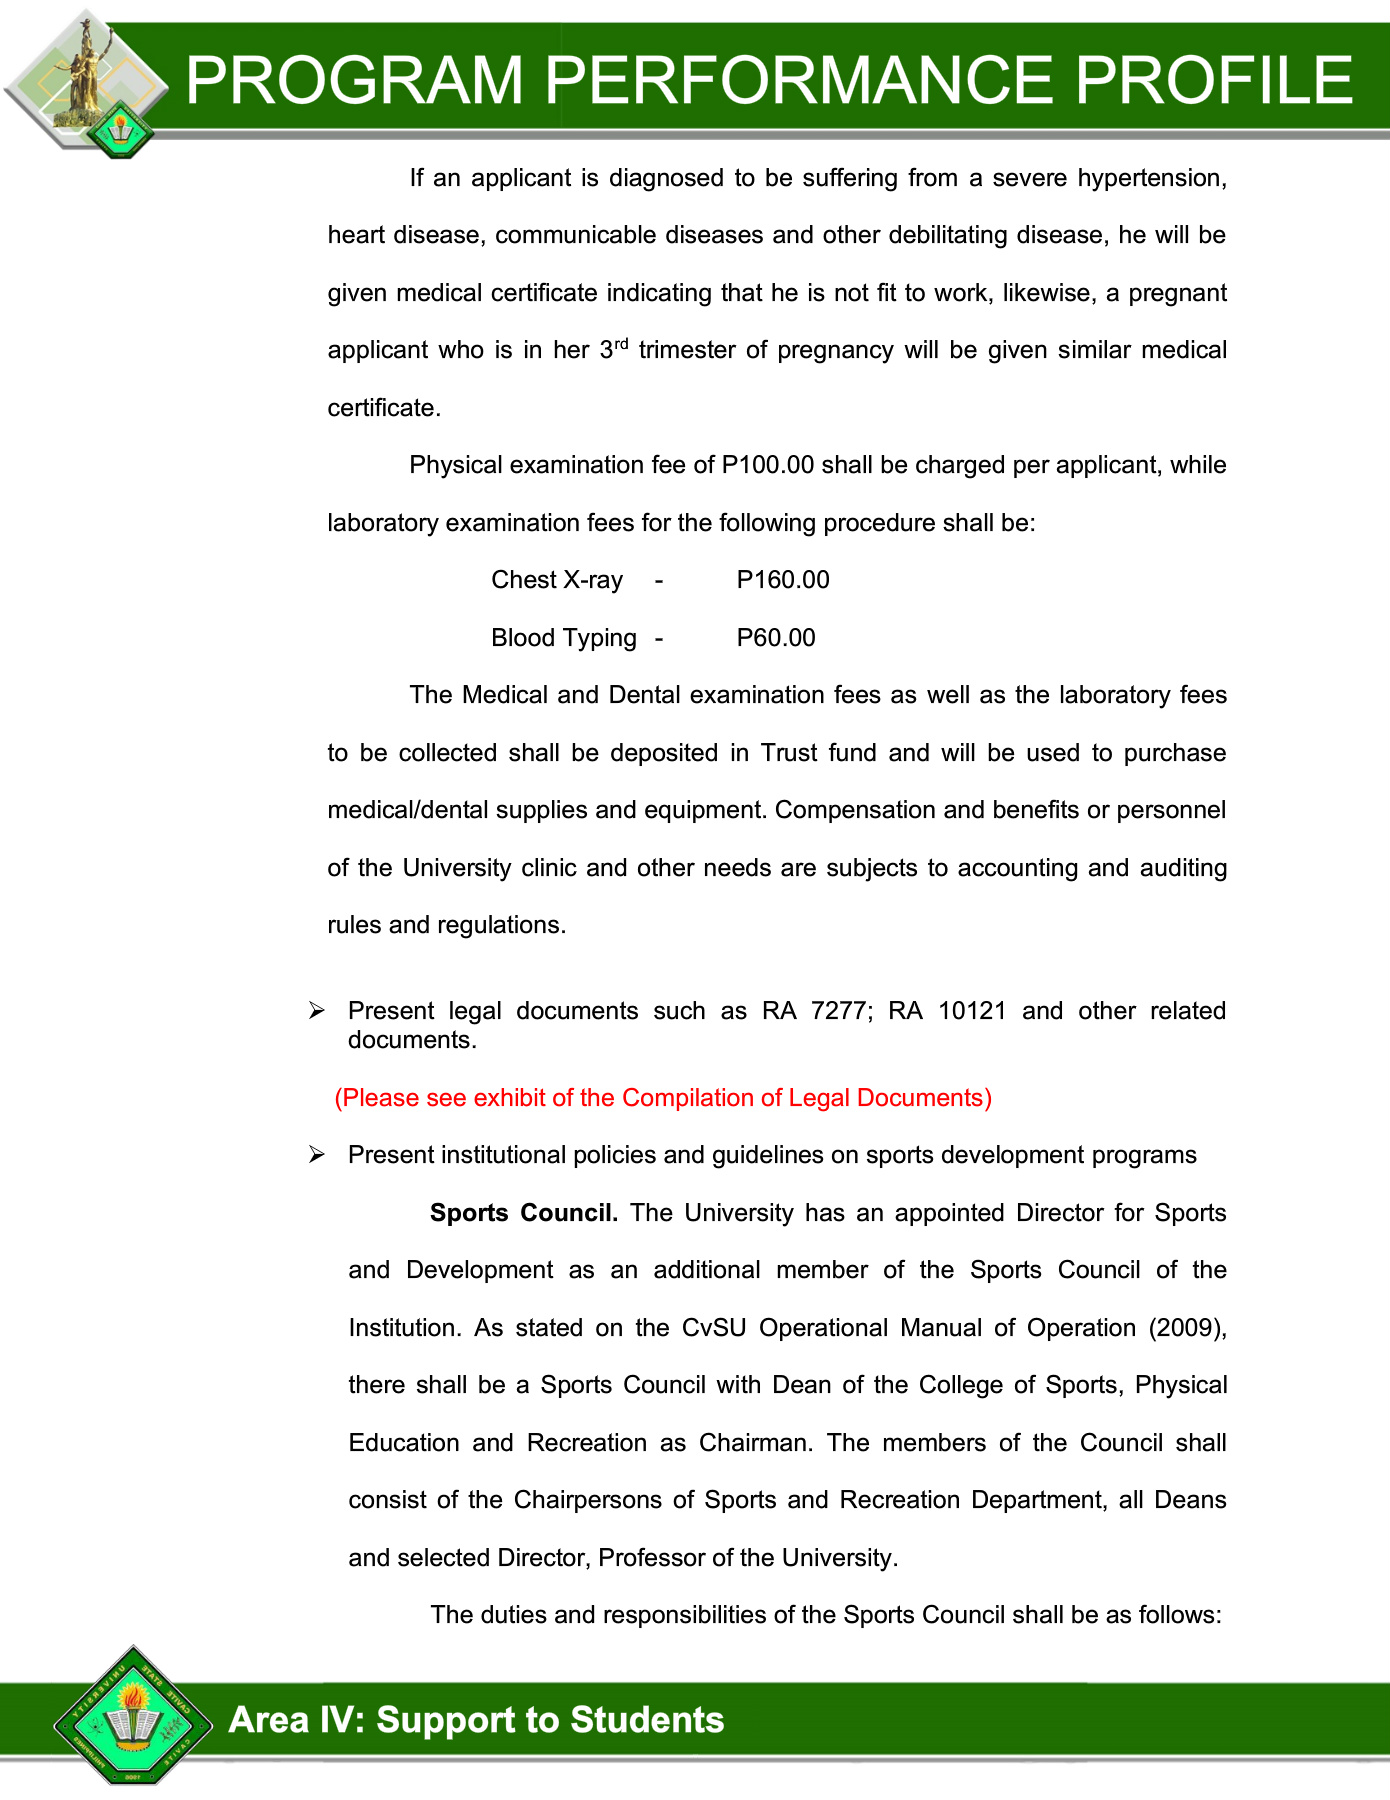 PROGRAM PERFORMANCE PROFILE
If an applicant is diagnosed to be suffering from a severe hypertension,
heart disease, communicable diseases and other debilitating disease, he will be
given medical certificate indicating that he is not fit to work, likewise, a pregnant
applicant who is in her 3rd trimester of pregnancy will be given similar medical
certificate.
Physical examination fee of P100.00 shall be charged per applicant, while
laboratory examination fees for the following procedure shall be:
Chest X-ray - P160.00
Blood Typing - P60.00
The Medical and Dental examination fees as well as the laboratory fees
to be collected shall be deposited in Trust fund and will be used to purchase
medical/dental supplies and equipment. Compensation and benefits or personnel
of the University clinic and other needs are subjects to accounting and auditing
rules and regulations.
➢ Present legal documents such as RA 7277; RA 10121 and other related
documents.
(Please see exhibit of the Compilation of Legal Documents)
➢ Present institutional policies and guidelines on sports development programs
Sports Council. The University has an appointed Director for Sports
and Development as an additional member of the Sports Council of the
Institution. As stated on the CvSU Operational Manual of Operation (2009),
there shall be a Sports Council with Dean of the College of Sports, Physical
Education and Recreation as Chairman. The members of the Council shall
consist of the Chairpersons of Sports and Recreation Department, all Deans
and selected Director, Professor of the University.
The duties and responsibilities of the Sports Council shall be as follows:
CAVITE STATE UNIVERSITY
CAVITE PHILIPPINES
Area IV: Support to Students